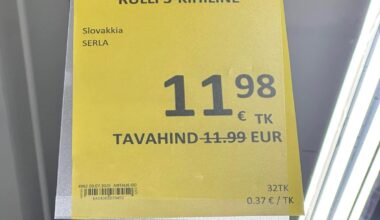 Slovakkia
SERLA
11 98
€ TK
TAVAHIND 11.99 EUR
32TK
0.37 € / TK